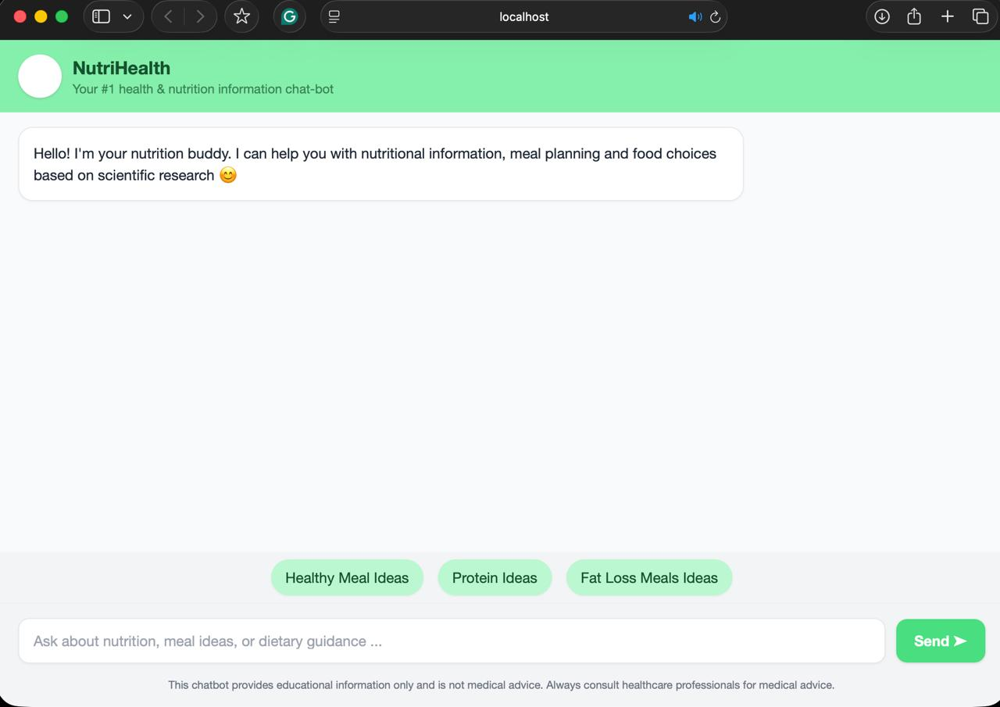 localhost
NutriHealth
Your #1 health & nutrition information chat-bot
Hello! I'm your nutrition buddy. I can help you with nutritional information, meal planning and food choices
based on scientific research 😊
Healthy Meal Ideas
Protein Ideas
Fat Loss Meals Ideas
Ask about nutrition, meal ideas, or dietary guidance ...
Send ➤
This chatbot provides educational information only and is not medical advice. Always consult healthcare professionals for medical advice.